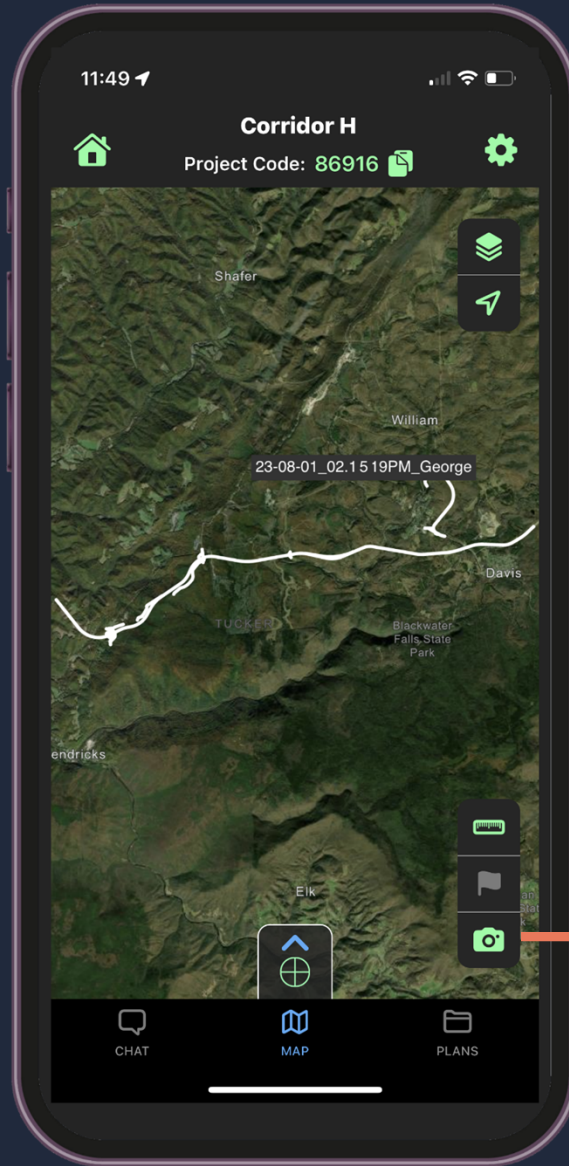 11:49
Corridor H
Project Code: 86916
Shafer
William
23-08-01_02.15 19PM_George
Davis
TUCKER
Blackwater
Falls State
Park
endricks
Elk
CHAT
MAP
PLANS